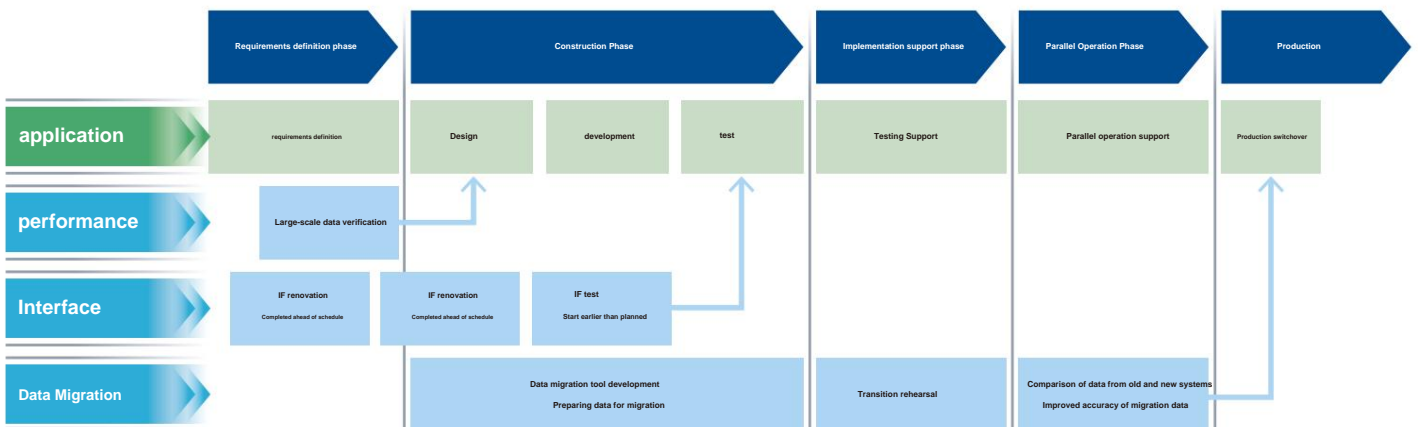 Requirements definition phase
Construction Phase
Implementation support phase
Parallel Operation Phase
Production
application
requirements definition
Design
development
test
Testing Support
Parallel operation support
Production switchover
performance
Large-scale data verification
Interface
IF renovation
Completed ahead of schedule
IF renovation
Completed ahead of schedule
IF test
Start earlier than planned
Data Migration
Data migration tool development
Preparing data for migration
Transition rehearsal
Comparison of data from old and new systems
Improved accuracy of migration data